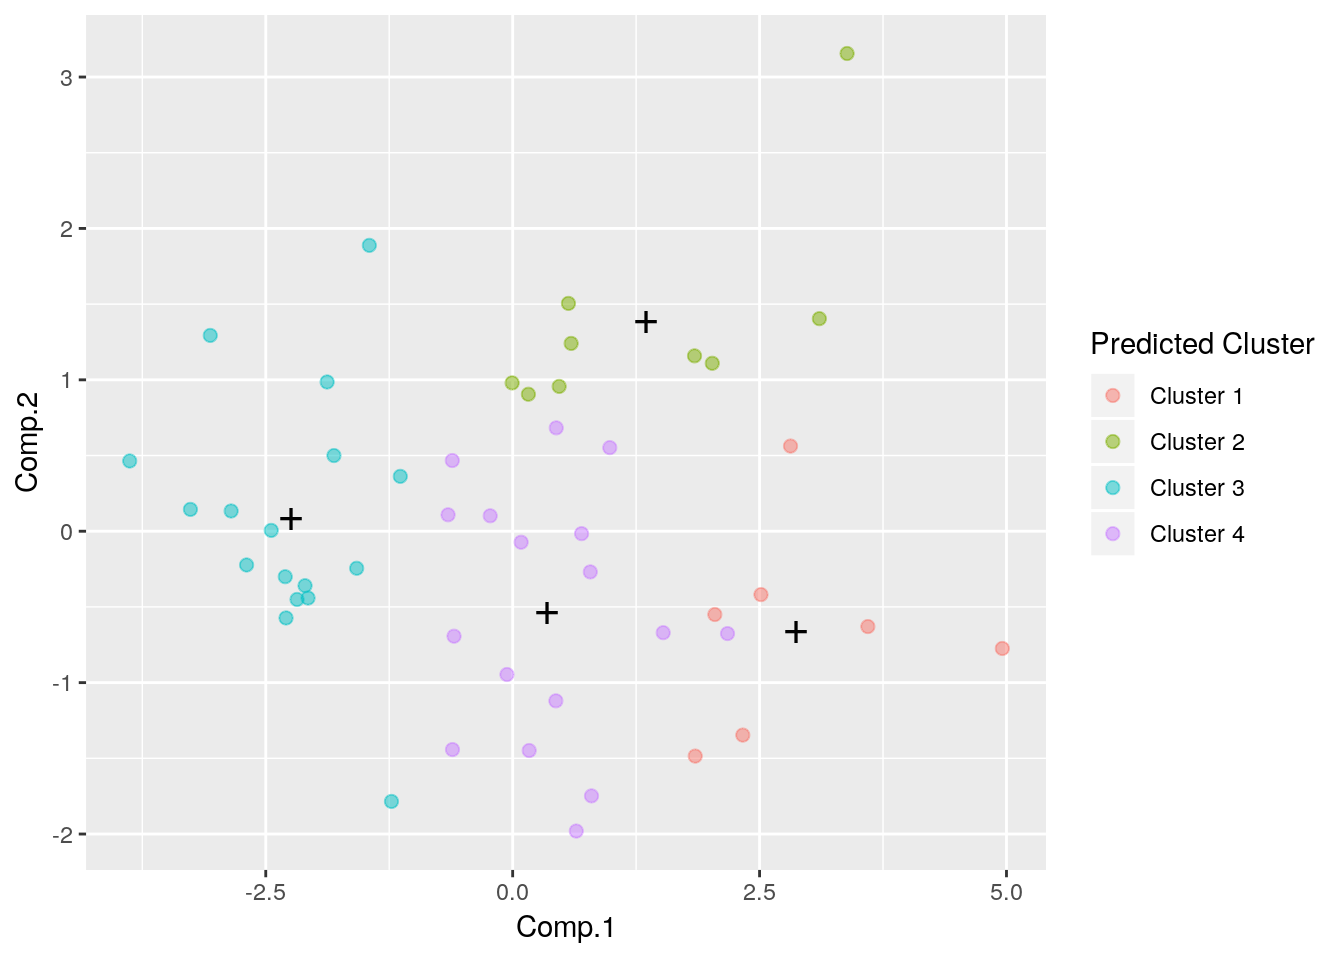 3
2
1
0
-1
-2
Comp.2
-2.5 0.0 2.5 5.0
Comp.1
Predicted Cluster
Cluster 1
Cluster 2
Cluster 3
Cluster 4